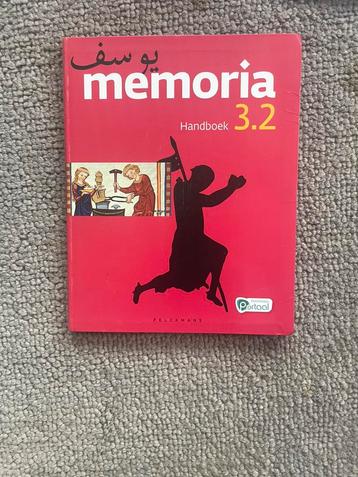 يوسف
memoria
Handboek 3.2
Portaal
PELCKMANS